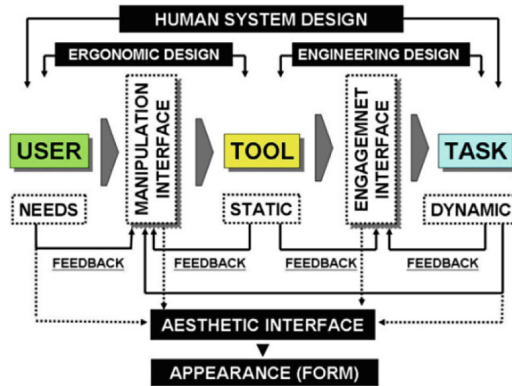 HUMAN SYSTEM DESIGN
ERGONOMIC DESIGN
ENGINEERING DESIGN
USER
MANIPULATION
INTERFACE
TOOL
ENGAGEMNET
INTERFACE
TASK
NEEDS
STATIC
DYNAMIC
FEEDBACK
FEEDBACK
FEEDBACK
AESTHETIC INTERFACE
APPEARANCE (FORM)